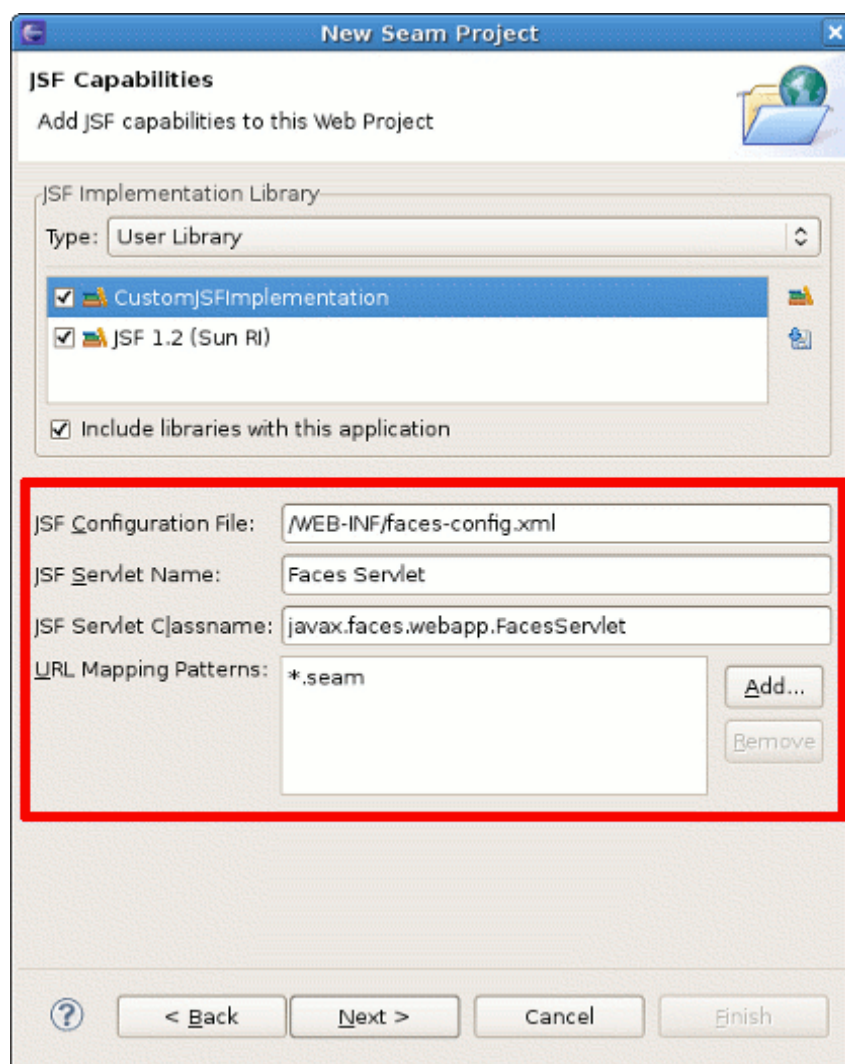 New Seam Project
JSF Capabilities
Add JSF capabilities to this Web Project
JSF Implementation Library
Type: User Library
CustomJSFImplementation
JSF 1.2 (Sun RI)
Include libraries with this application
JSF Configuration File: /WEB-INF/faces-config.xml
JSF Servlet Name: Faces Servlet
JSF Servlet Classname: javax.faces.webapp.FacesServlet
URL Mapping Patterns: *.seam
Add...
Remove
? < Back Next > Cancel Finish